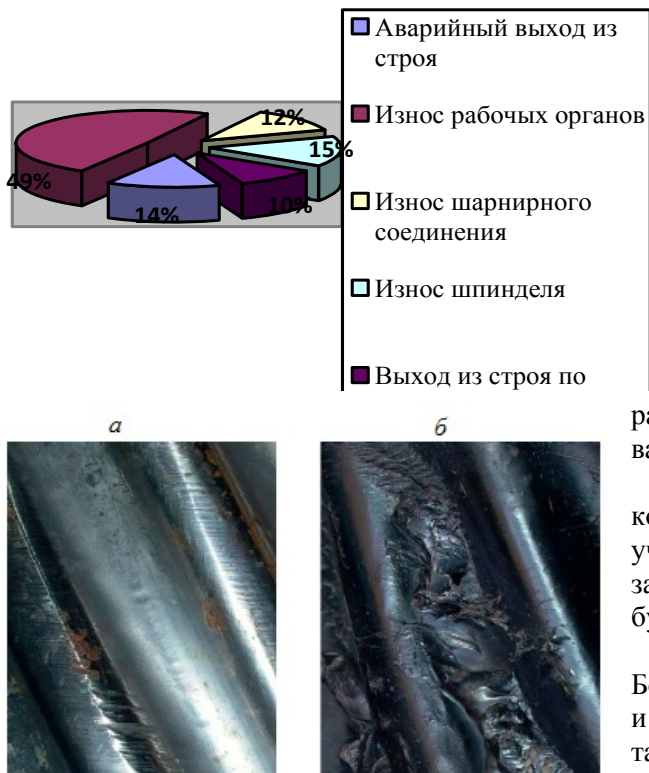 Аварийный выход из
строя
Износ рабочих органов
Износ шарнирного
соединения
Износ шпинделя
Выход из строя по
12%
15%
10%
14%
49%
а
б
ра
ва
ко
уч
за
бу
Бо
и
та